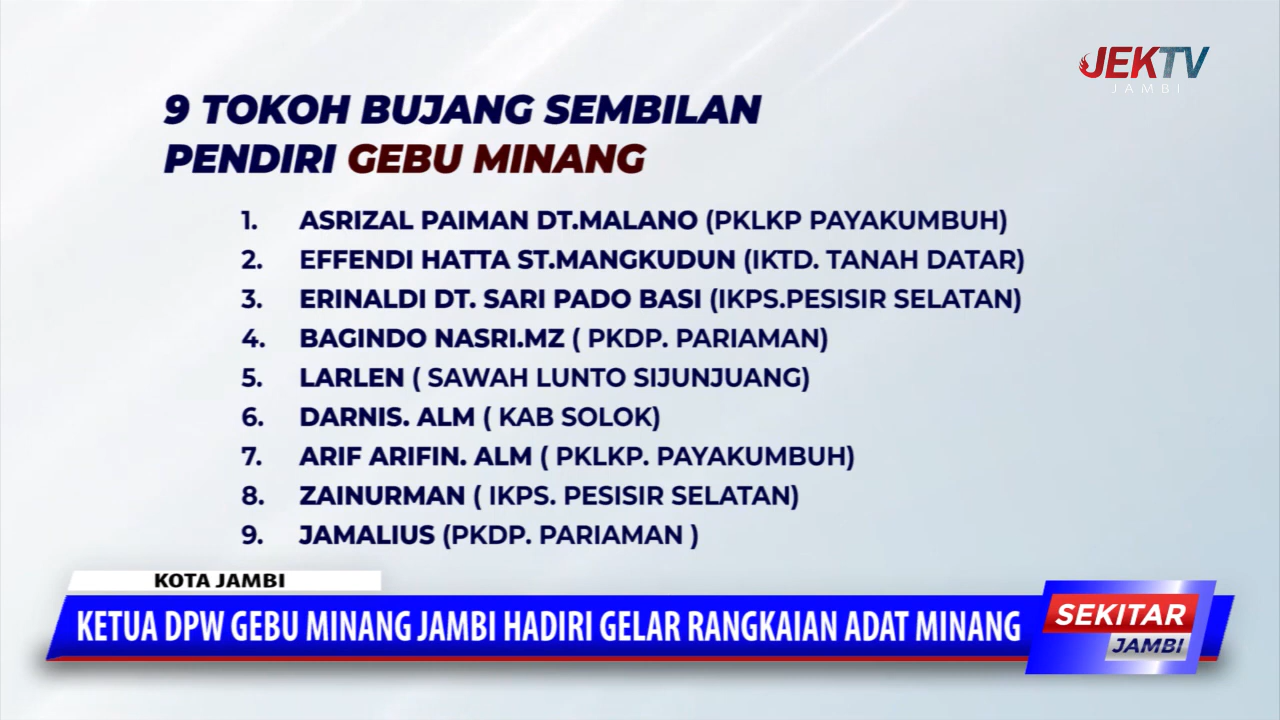 JEKTV
JAMBI
9 TOKOH BUJANG SEMBILAN
PENDIRI GEBU MINANG
1. ASRIZAL PAIMAN DT.MALANO (PKLKP PAYAKUMBUH)
2. EFFENDI HATTA ST.MANGKUDUN (IKTD. TANAH DATAR)
3. ERINALDI DT. SARI PADO BASI (IKPS.PESISIR SELATAN)
4. BAGINDO NASRI.MZ ( PKDP. PARIAMAN)
5. LARLEN ( SAWAH LUNTO SIJUNJUANG)
6. DARNIS. ALM ( KAB SOLOK)
7. ARIF ARIFIN. ALM ( PKLKP. PAYAKUMBUH)
8. ZAINURMAN ( IKPS. PESISIR SELATAN)
9. JAMALIUS (PKDP. PARIAMAN )
KOTA JAMBI
KETUA DPW GEBU MINANG JAMBI HADIRI GELAR RANGKAIAN ADAT MINANG
SEKITAR
JAMBI